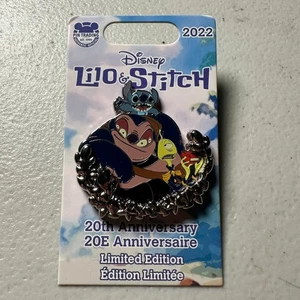 PIN TRADING
2022
Disney
Lilo & Stitch
20th Anniversary
20E Anniversaire
Limited Edition
Édition Limitée